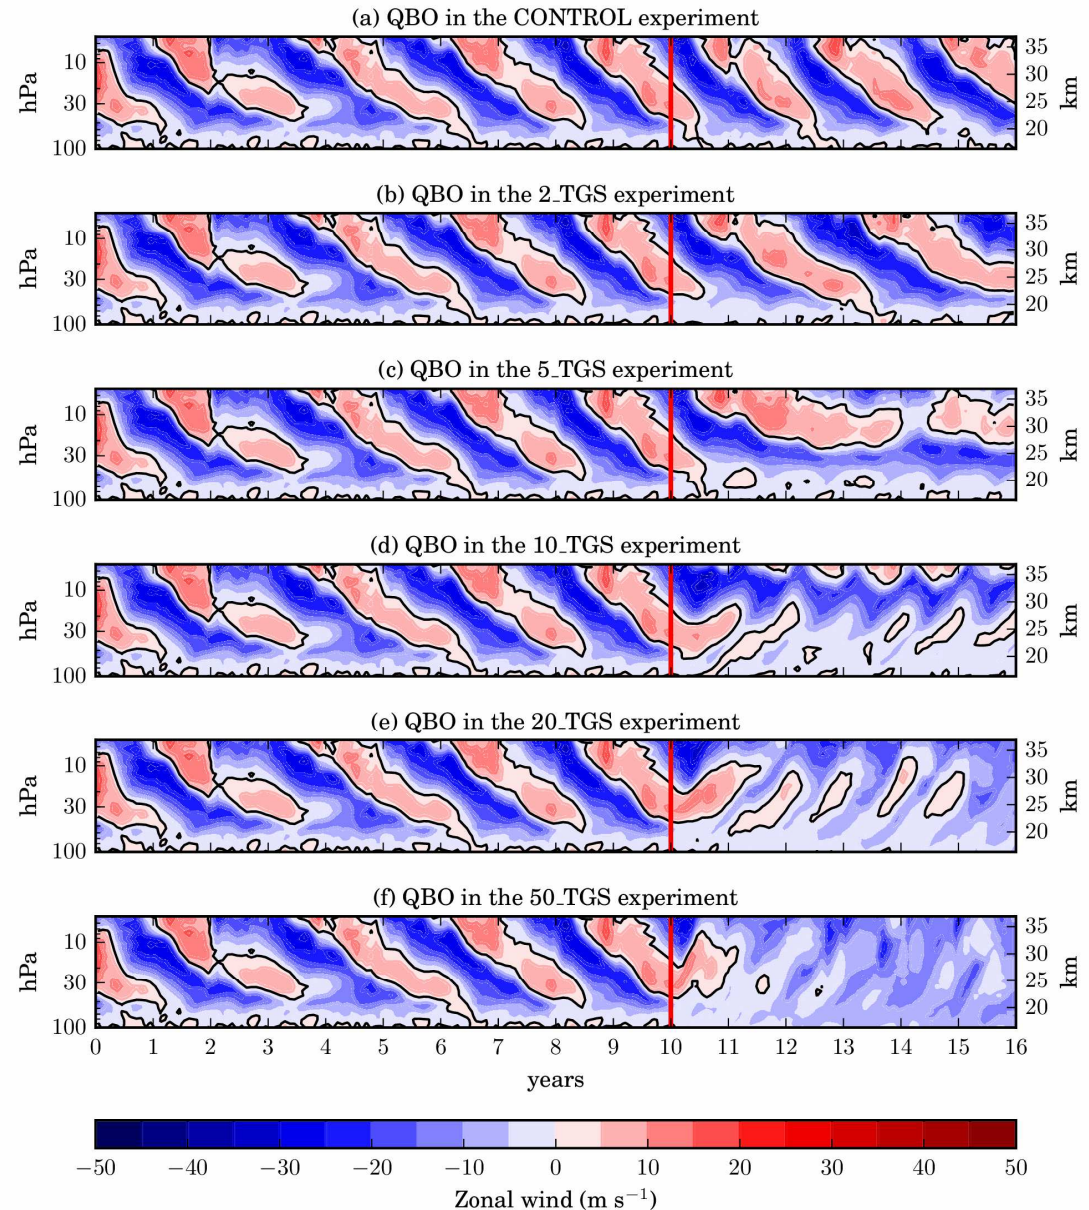 (a) QBO in the CONTROL experiment
hPa
10
30
100
35
30
25
20
km
(b) QBO in the 2_TGS experiment
hPa
10
30
100
35
30
25
20
km
(c) QBO in the 5_TGS experiment
hPa
10
30
100
35
30
25
20
km
(d) QBO in the 10_TGS experiment
hPa
10
30
100
35
30
25
20
km
(e) QBO in the 20_TGS experiment
hPa
10
30
100
35
30
25
20
km
(f) QBO in the 50_TGS experiment
hPa
10
30
100
35
30
25
20
km
0 1 2 3 4 5 6 7 8 9 10 11 12 13 14 15 16
years
−50 −40 −30 −20 −10 0 10 20 30 40 50
Zonal wind (m s⁻¹)